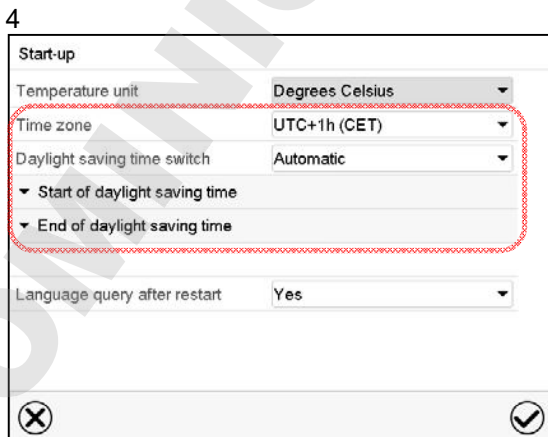 4
Start-up
Temperature unit Degrees Celsius
Time zone UTC+1h (CET)
Daylight saving time switch Automatic
Start of daylight saving time
End of daylight saving time
Language query after restart Yes